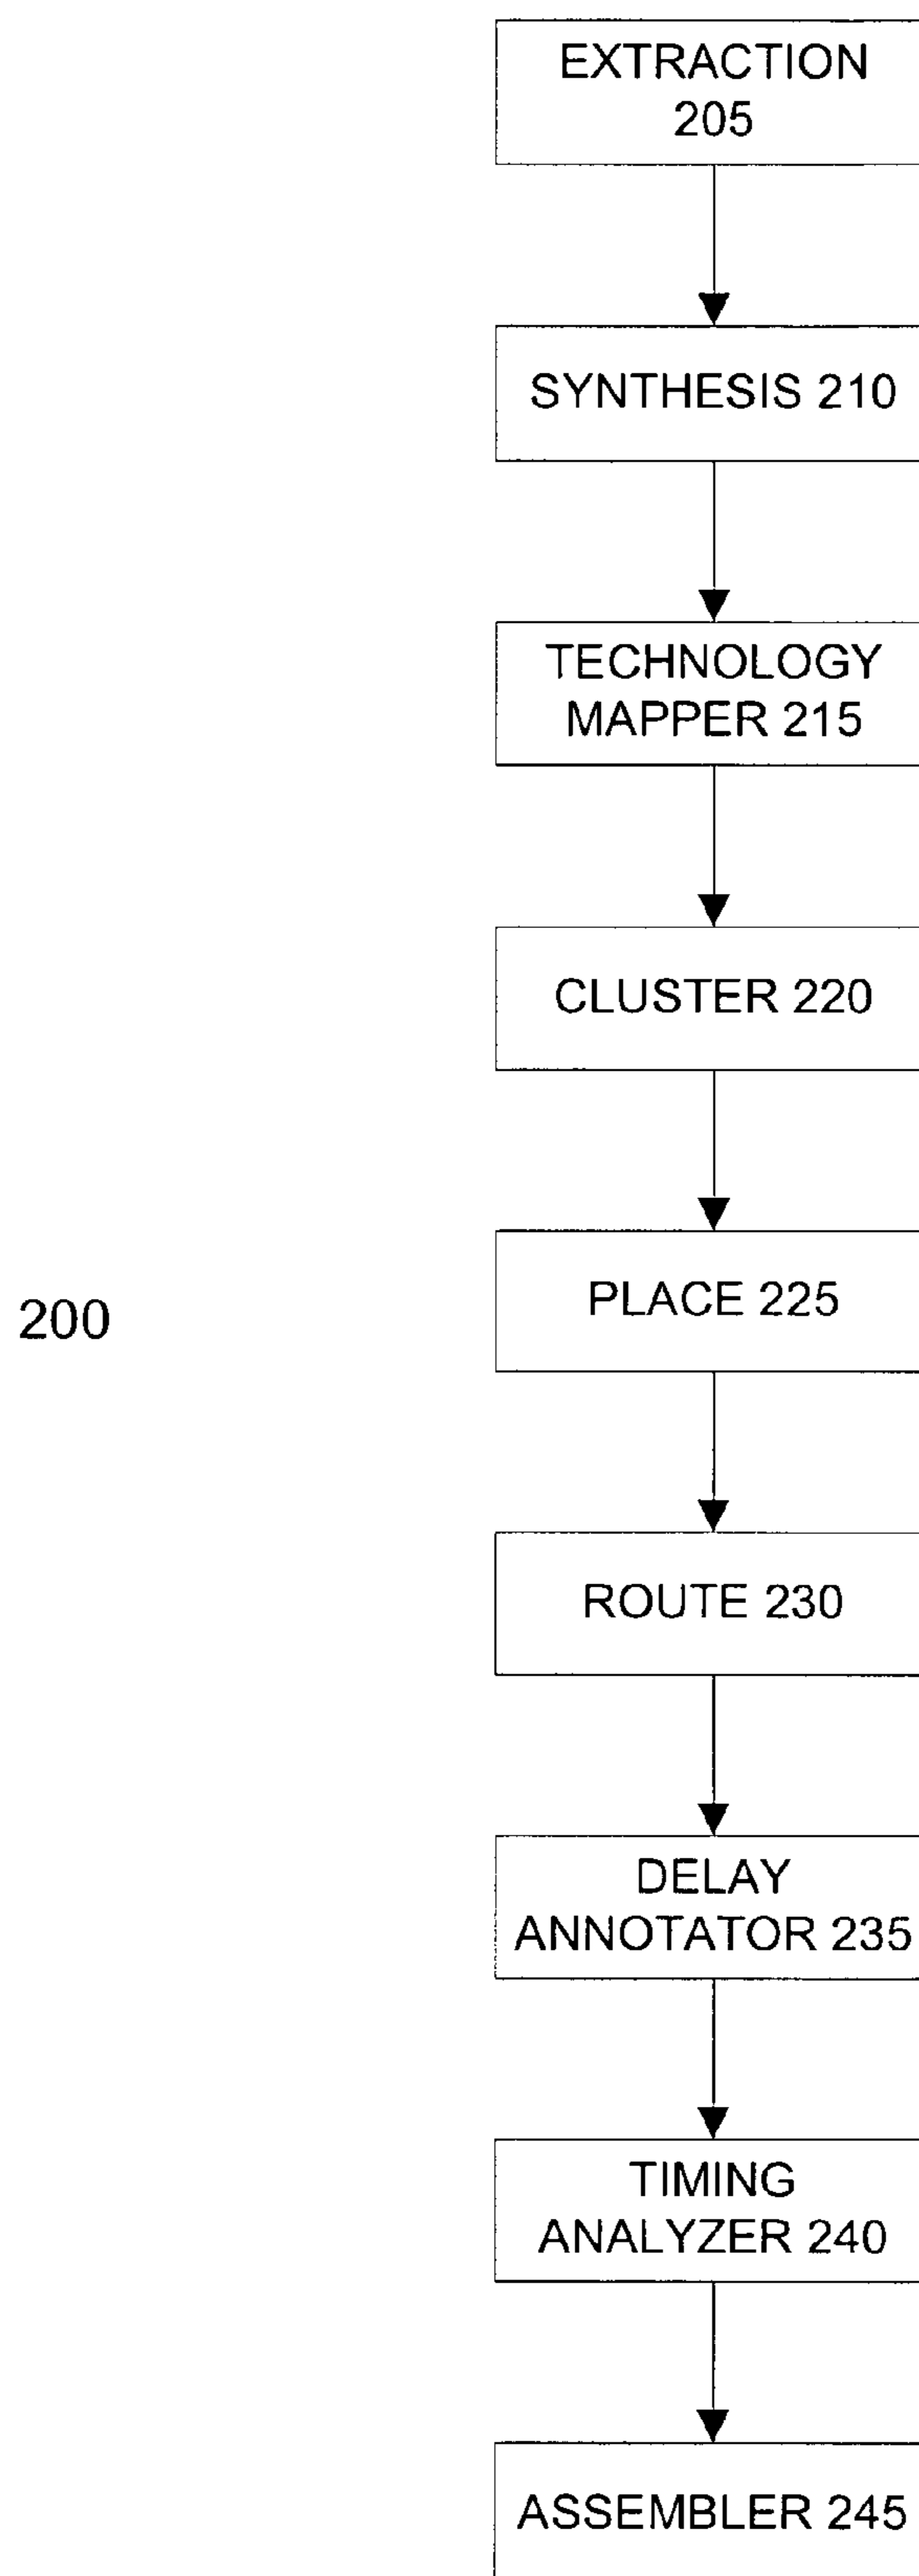 EXTRACTION
205
SYNTHESIS 210
TECHNOLOGY
MAPPER 215
CLUSTER 220
PLACE 225
200
ROUTE 230
DELAY
ANNOTATOR 235
TIMING
ANALYZER 240
ASSEMBLER 245